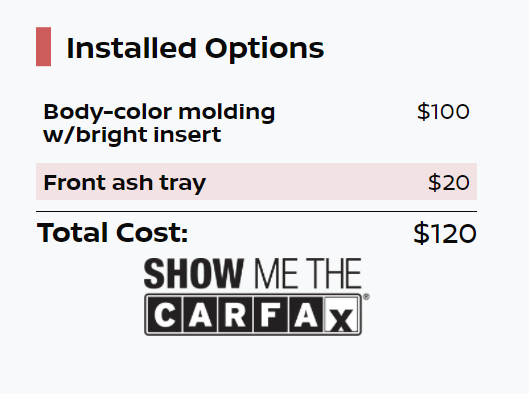 Installed Options
Body-color molding $100
w/bright insert
Front ash tray $20
Total Cost: $120
SHOW ME THE
CARFAX®